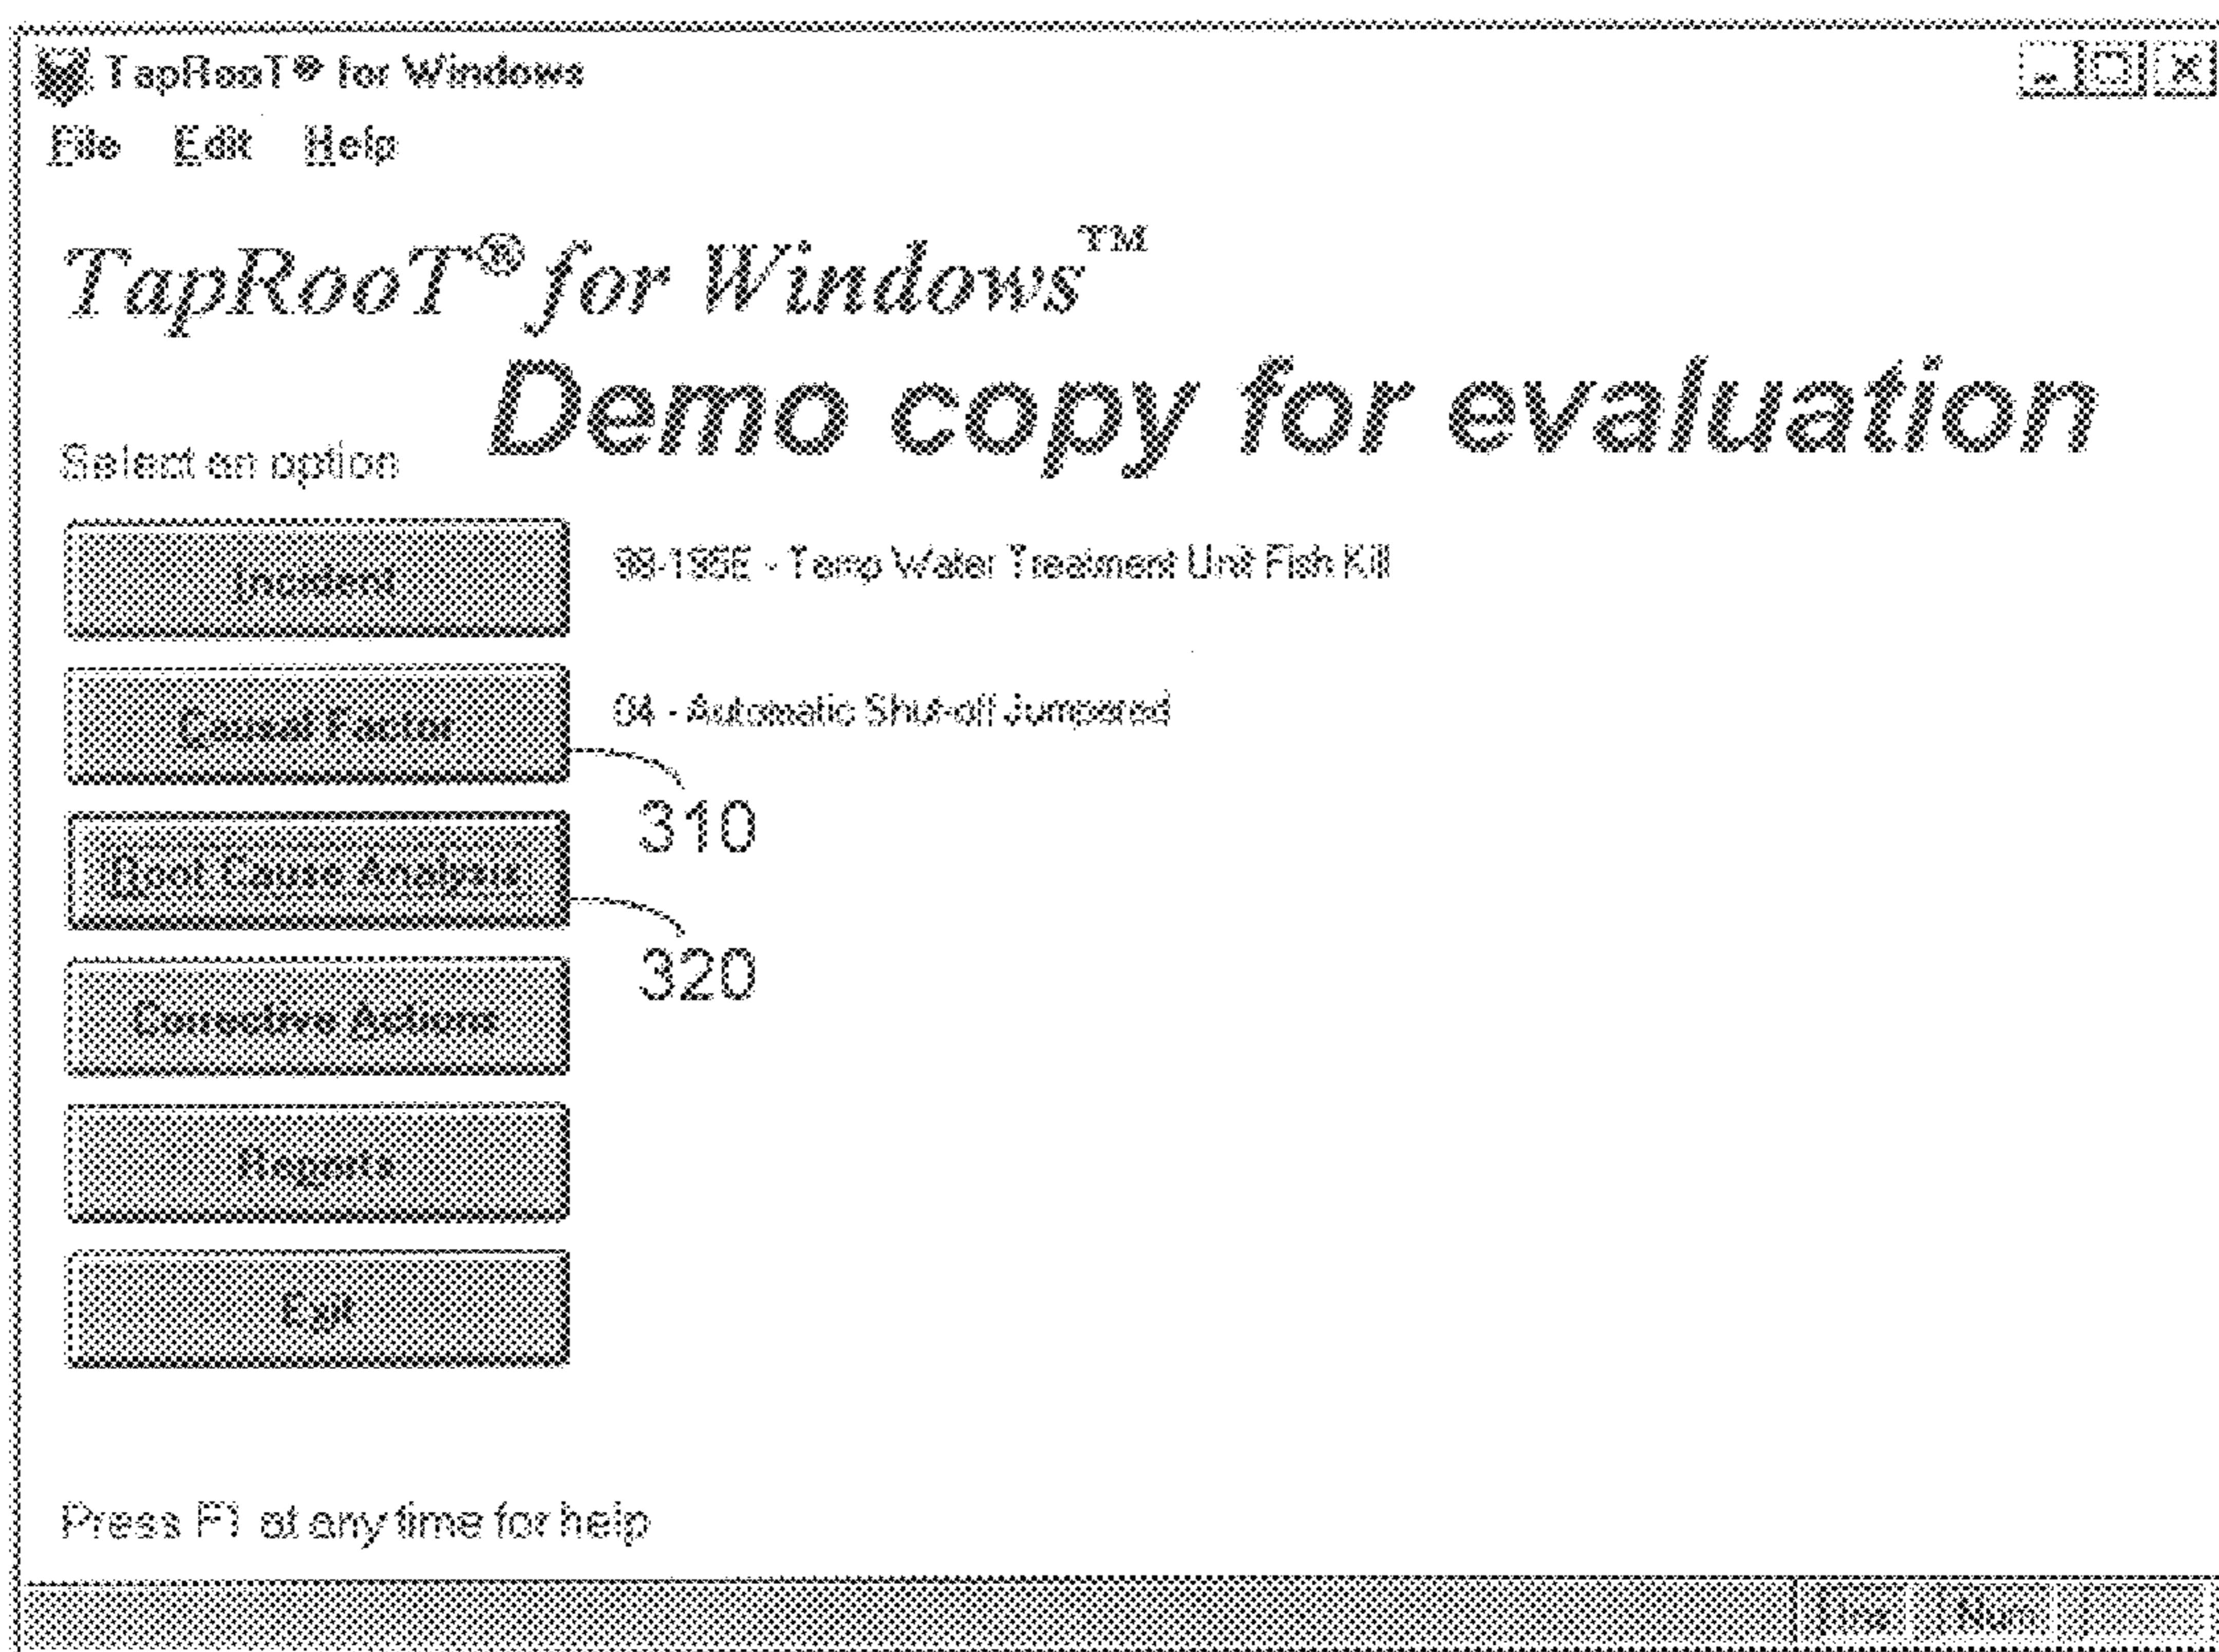 TapRooT® for Windows
File Edit Help
TapRooT® for Windows™
Demo copy for evaluation
Select an option
Incident
- Temp Water Treatment Unit Fish Kill
Causal Factor
04 - Automatic Shut-off Jumpered
310
Root Cause Analysis
320
Corrective Actions
Reports
Exit
Press F1 at any time for help
Ins Num